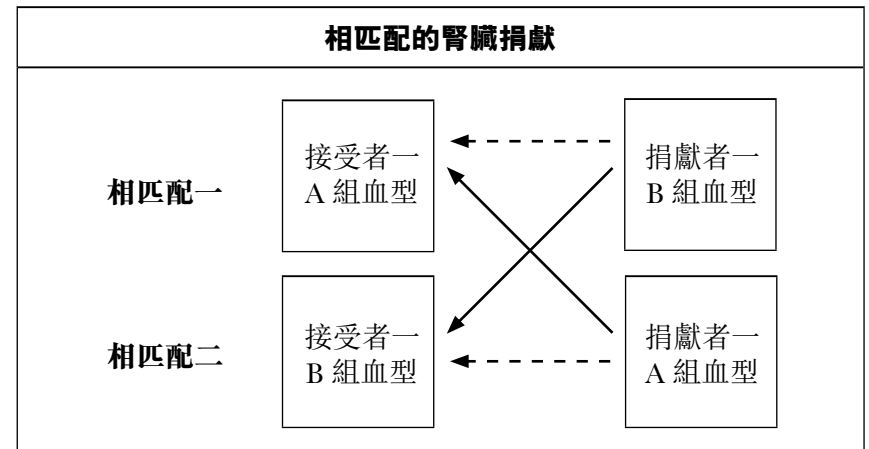 相匹配的腎臟捐獻
相匹配一
接受者一
A 組血型
捐獻者一
B 組血型
相匹配二
接受者一
B 組血型
捐獻者一
A 組血型